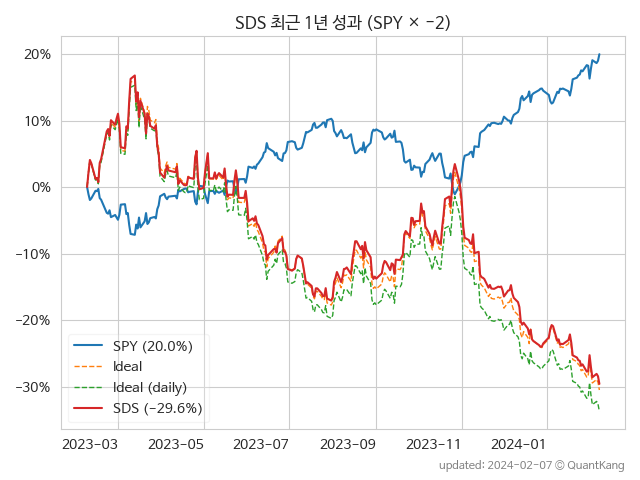 SDS 최근 1년 성과 (SPY × −2)
20%
10%
0%
−10%
−20%
−30%
SPY (20.0%)
Ideal
Ideal (daily)
SDS (−29.6%)
2023-03 2023-05 2023-07 2023-09 2023-11 2024-01
updated: 2024-02-07 © QuantKang